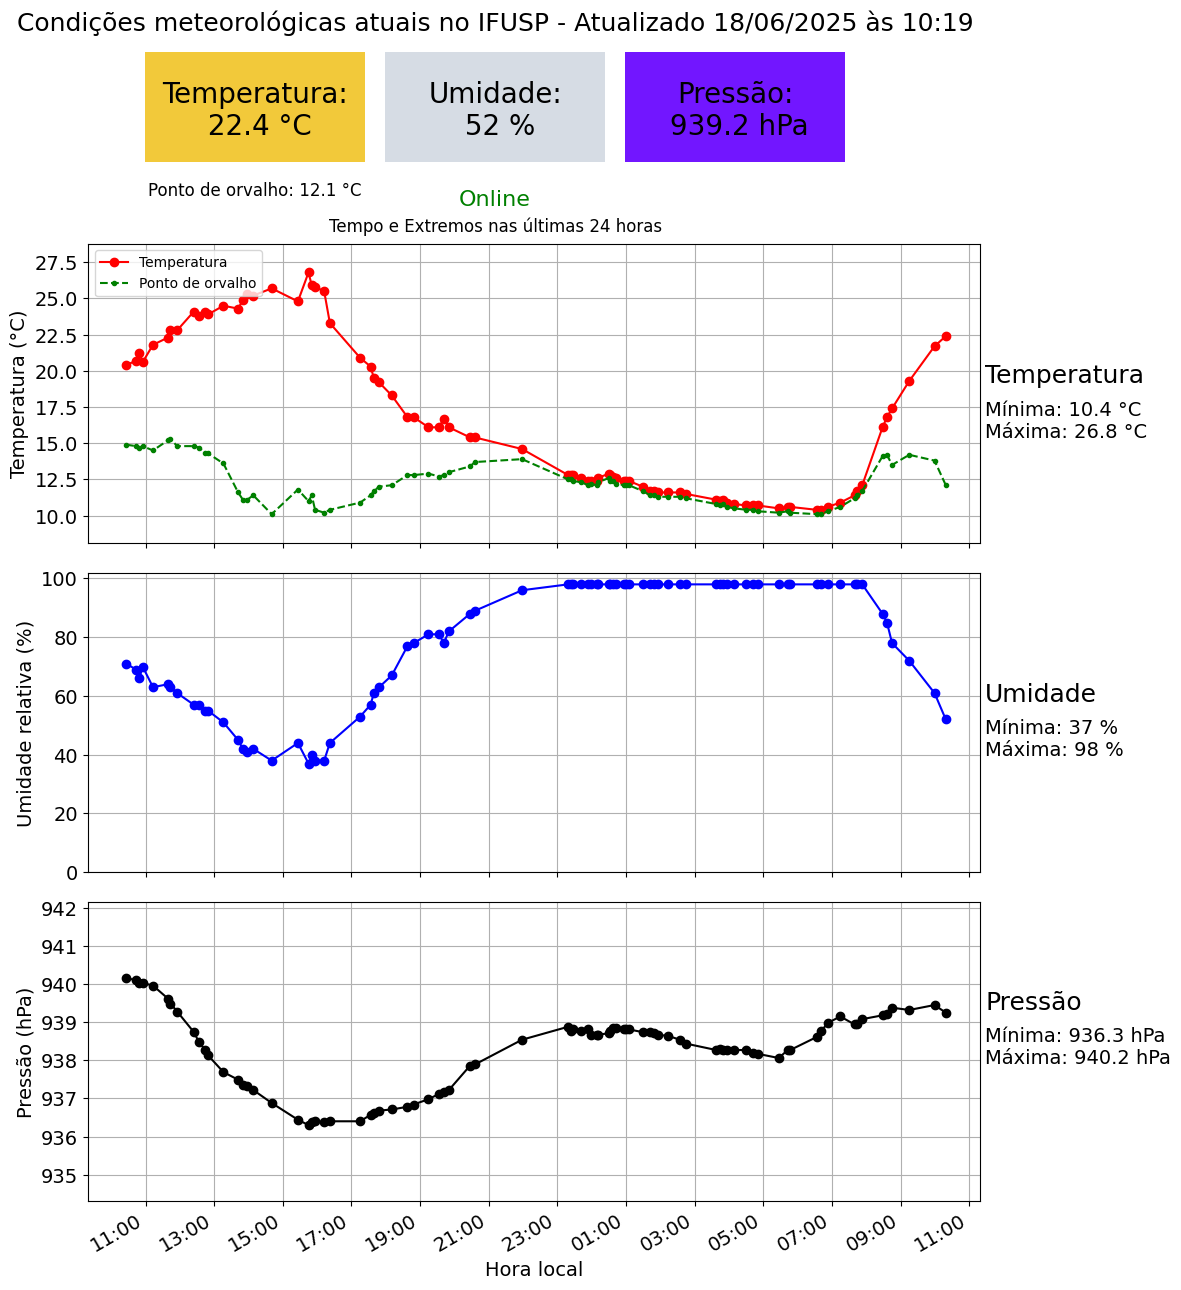 Condições meteorológicas atuais no IFUSP - Atualizado 18/06/2025 às 10:19
Temperatura:
22.4 °C
Umidade:
52 %
Pressão:
939.2 hPa
Ponto de orvalho: 12.1 °C
Online
Tempo e Extremos nas últimas 24 horas
Temperatura
Ponto de orvalho
Temperatura (°C)
27.5
25.0
22.5
20.0
17.5
15.0
12.5
10.0
Temperatura
Mínima: 10.4 °C
Máxima: 26.8 °C
Umidade relativa (%)
100
80
60
40
20
0
Umidade
Mínima: 37 %
Máxima: 98 %
Pressão (hPa)
942
941
940
939
938
937
936
935
Pressão
Mínima: 936.3 hPa
Máxima: 940.2 hPa
11:00 13:00 15:00 17:00 19:00 21:00 23:00 01:00 03:00 05:00 07:00 09:00 11:00
Hora local